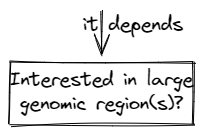 it depends
Interested in large
genomic region(s)?